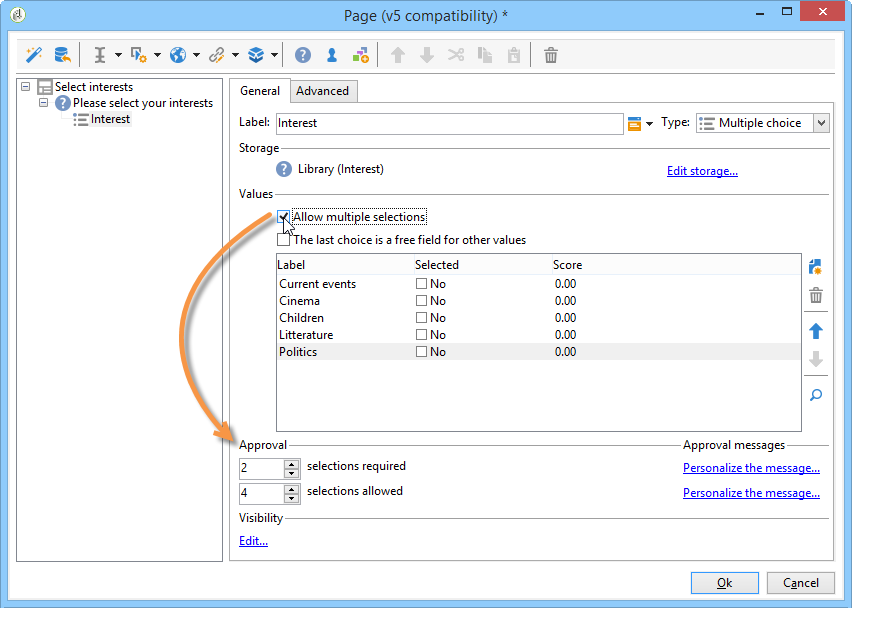 Page (v5 compatibility) *
Select interests
Please select your interests
Interest
General Advanced
Label: Interest Type: Multiple choice
Storage
Library (Interest) Edit storage...
Values
Allow multiple selections
The last choice is a free field for other values
Label Selected Score
Current events No 0.00
Cinema No 0.00
Children No 0.00
Litterature No 0.00
Politics No 0.00
Approval Approval messages
2 selections required Personalize the message...
4 selections allowed Personalize the message...
Visibility
Edit...
Ok Cancel